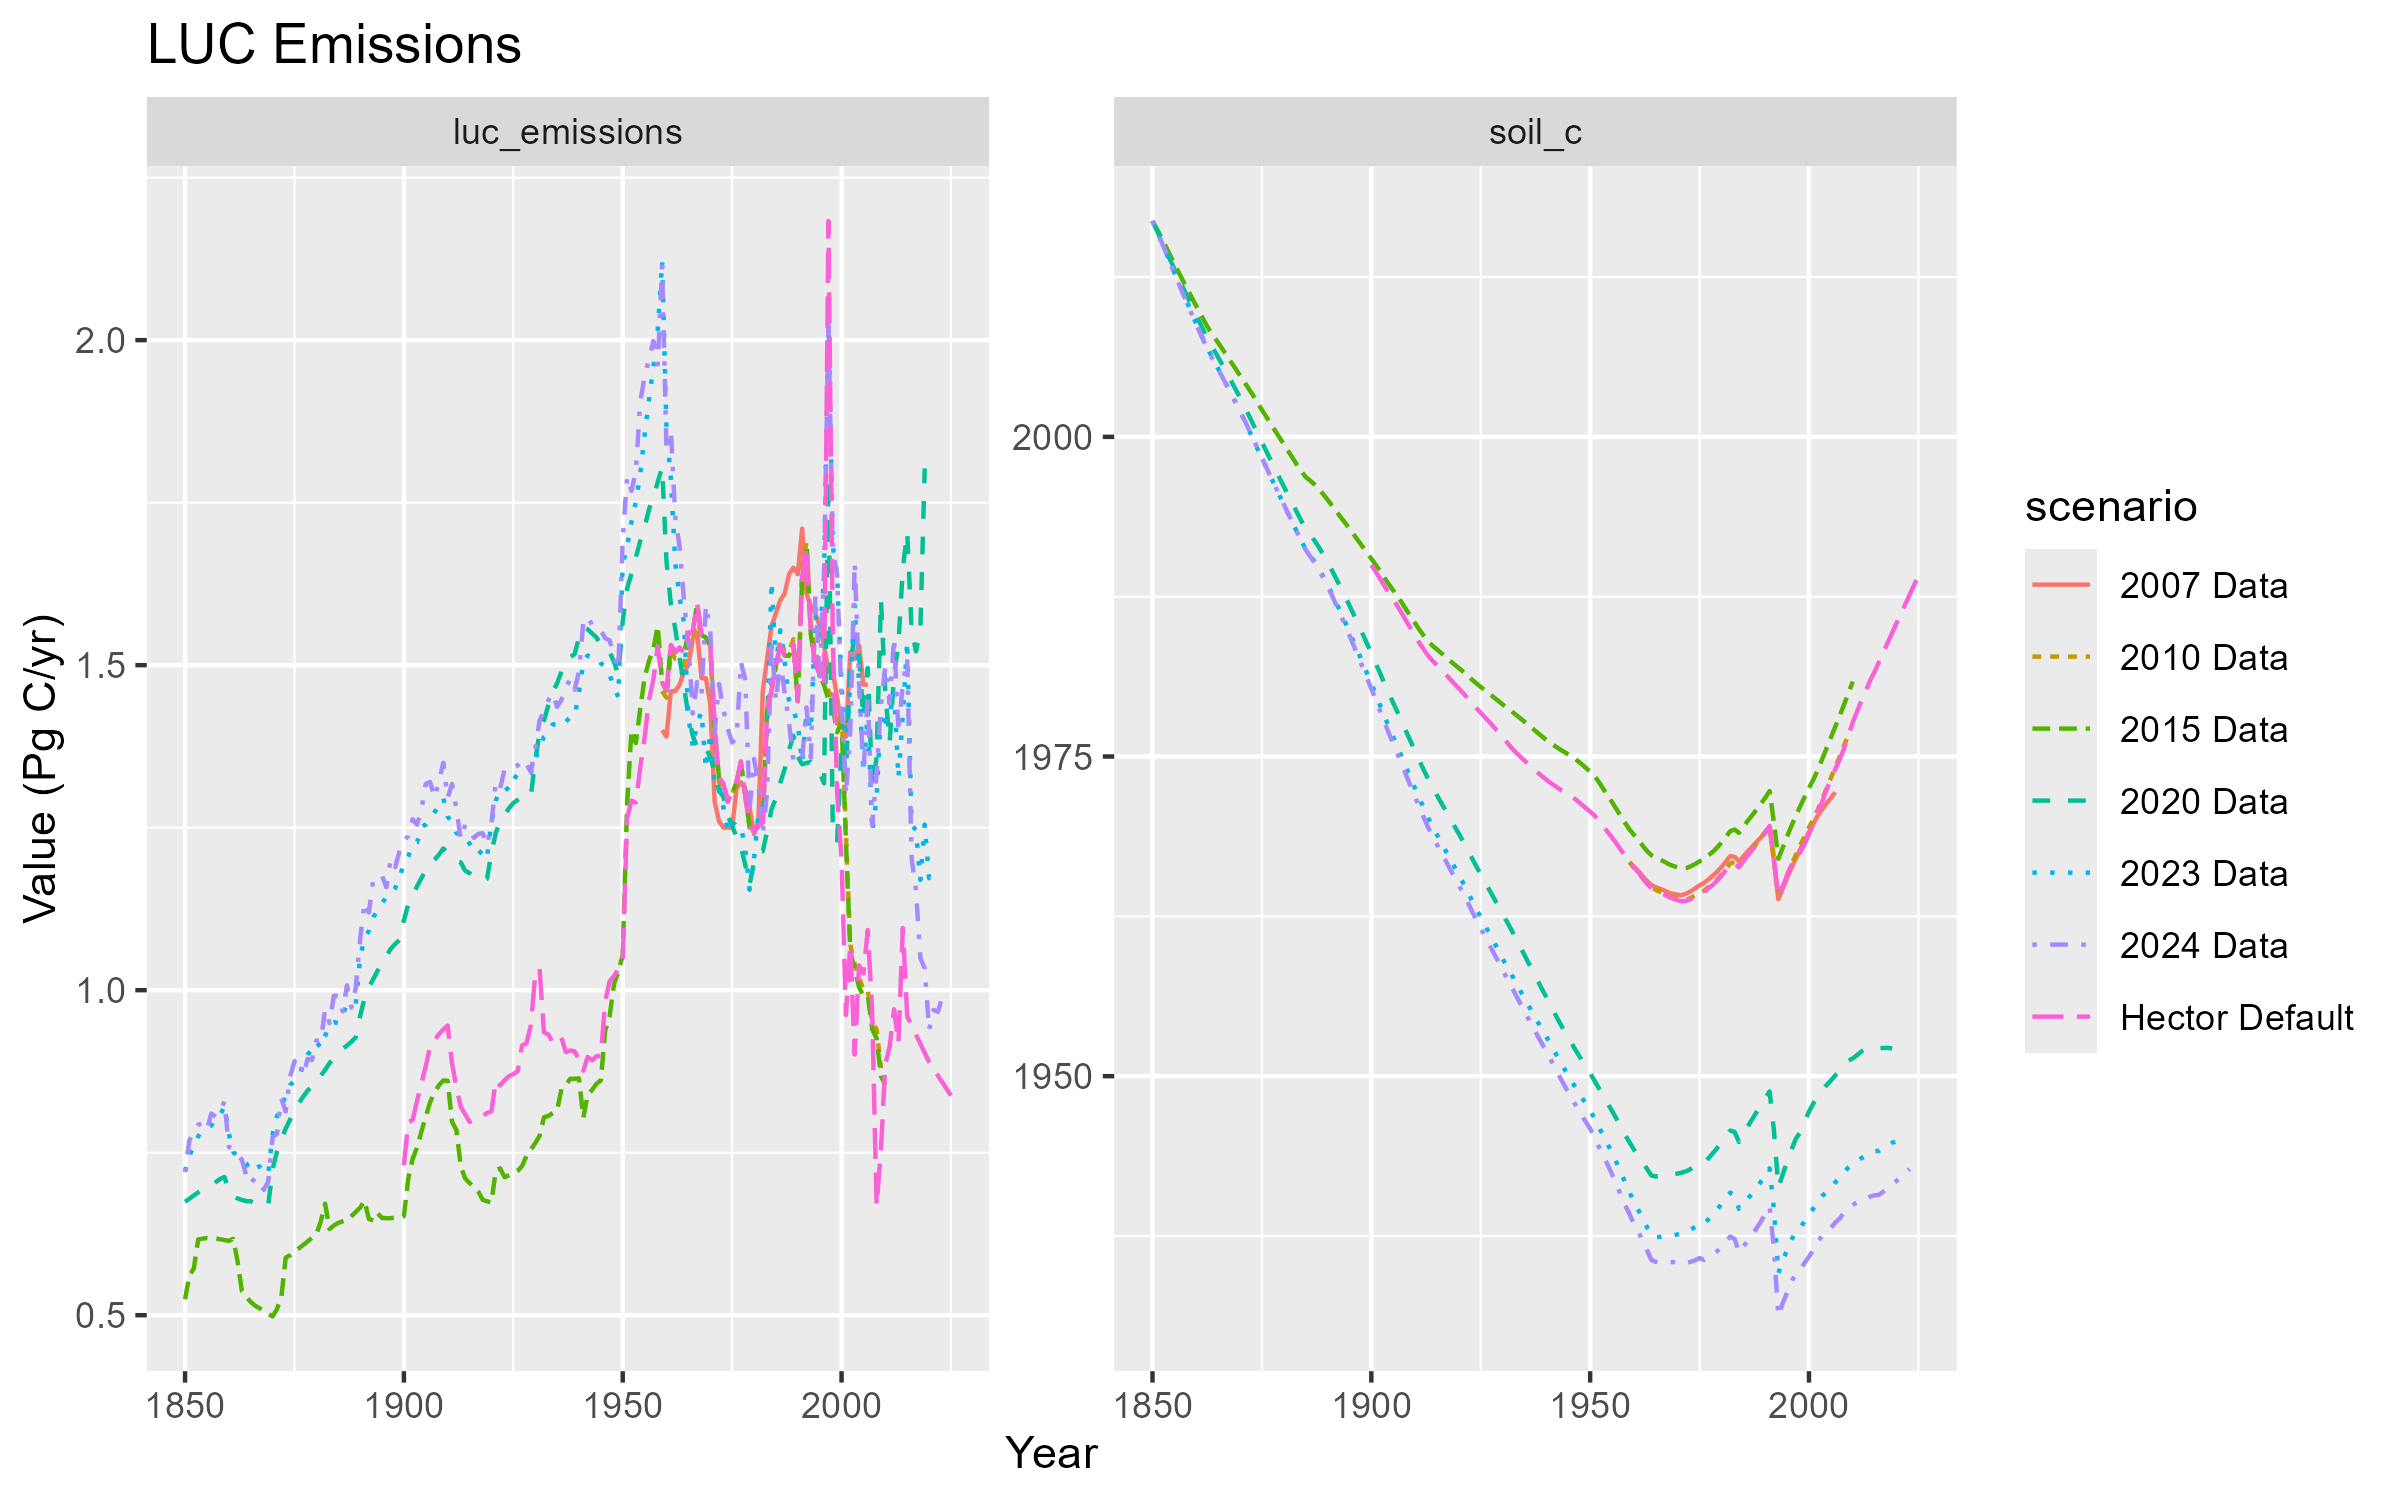 LUC Emissions
luc_emissions
soil_c
Value (Pg C/yr)
2.0
1.5
1.0
0.5
2000
1975
1950
1850 1900 1950 2000
1850 1900 1950 2000
Year
scenario
2007 Data
2010 Data
2015 Data
2020 Data
2023 Data
2024 Data
Hector Default